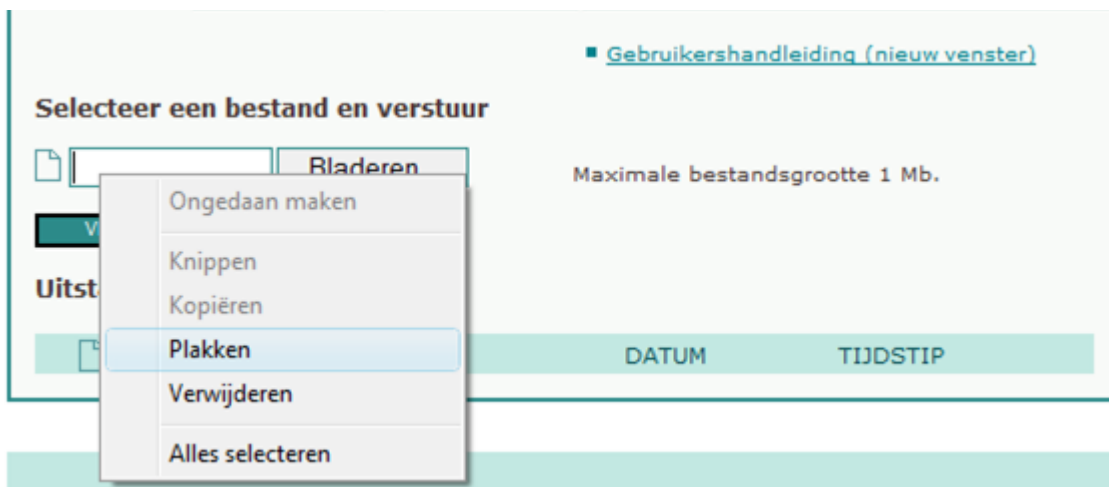 Gebruikershandleiding (nieuw venster)
Selecteer een bestand en verstuur
Bladeren
Maximale bestandsgrootte 1 Mb.
Ongedaan maken
Knippen
Kopiëren
Plakken
Verwijderen
Alles selecteren
DATUM TIJDSTIP